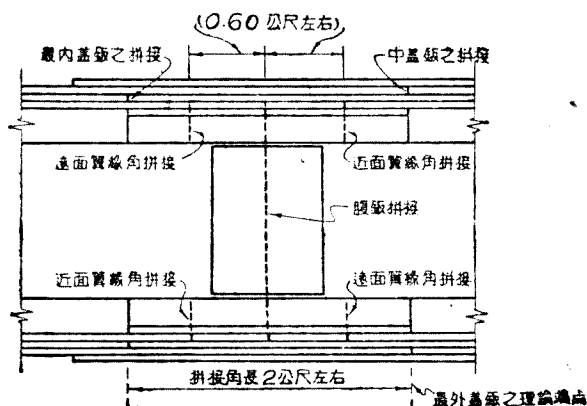 (0.60公尺左右)
最內蓋鈑之拼接
中蓋鈑之拼接
遠面翼緣角拼接
近面翼緣角拼接
腹鈑拼接
近面翼緣角拼接
遠面翼緣角拼接
拼接角長2公尺左右
最外蓋鈑之理論端点